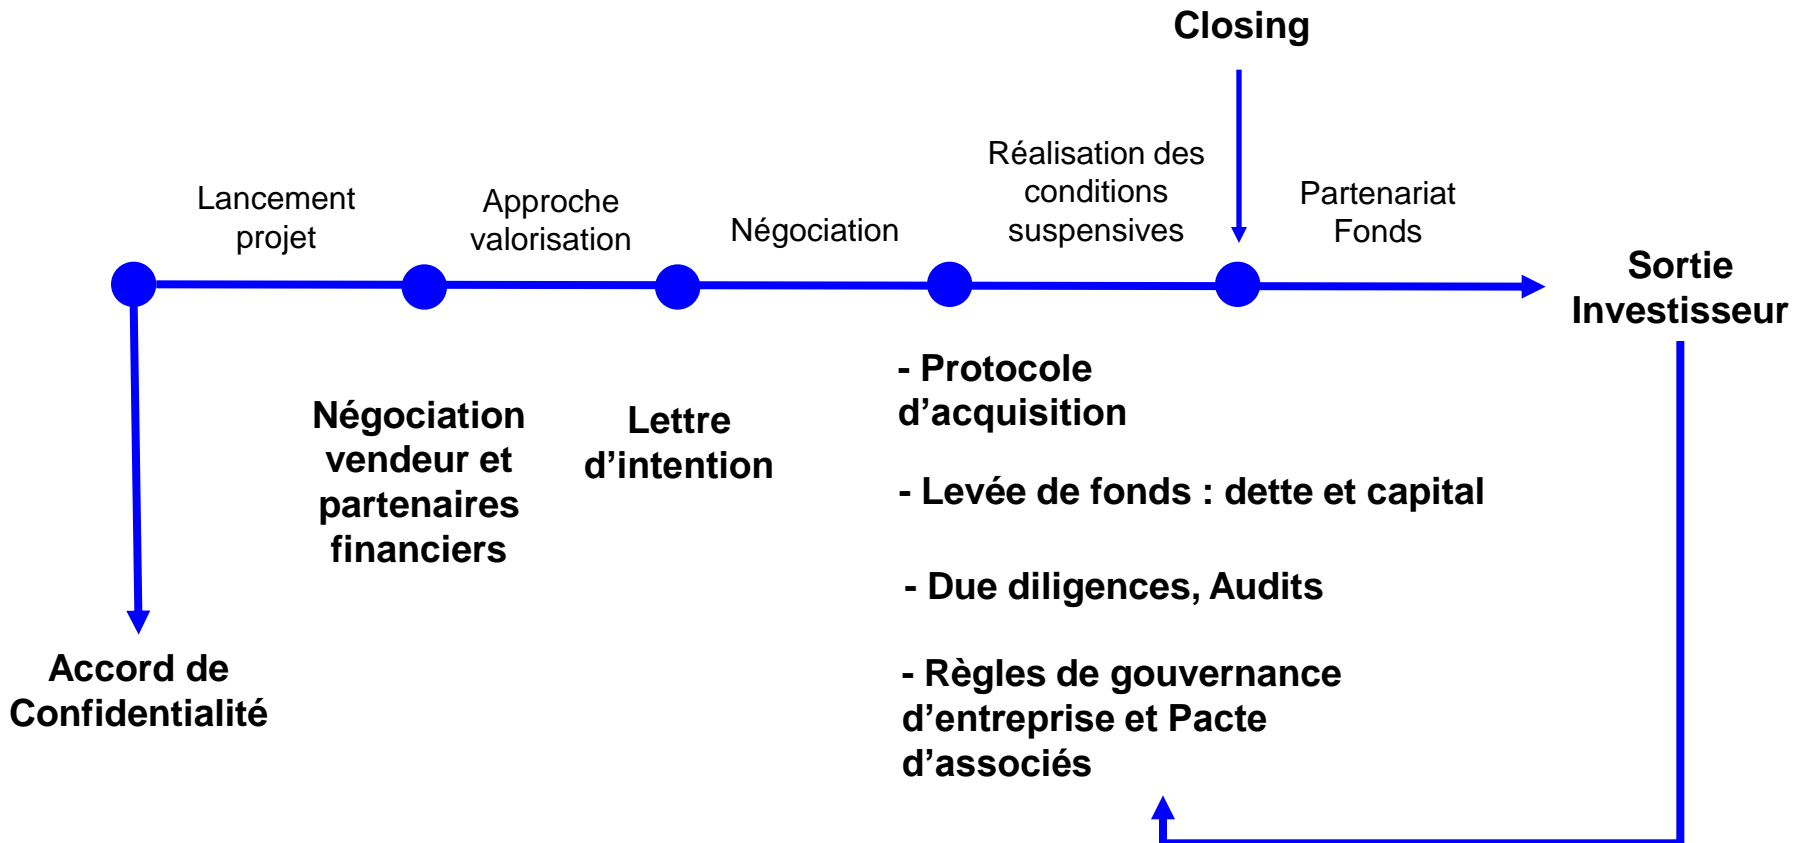 Closing
Lancement
projet
Approche
valorisation
Négociation
Réalisation des
conditions
suspensives
Partenariat
Fonds
Sortie
Investisseur
Négociation
vendeur et
partenaires
financiers
Lettre
d’intention
- Protocole
d’acquisition
- Levée de fonds : dette et capital
- Due diligences, Audits
- Règles de gouvernance
d’entreprise et Pacte
d’associés
Accord de
Confidentialité